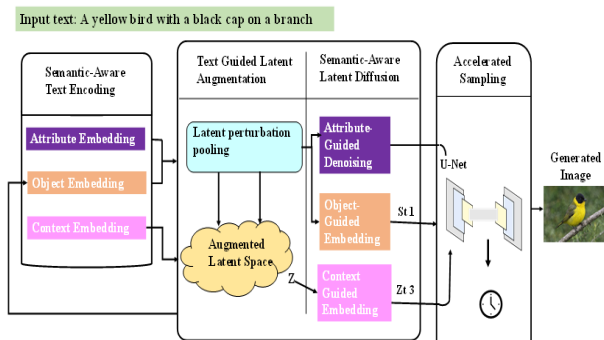 Input text: A yellow bird with a black cap on a branch
Semantic-Aware
Text Encoding
Attribute Embedding
Object Embedding
Context Embedding
Text Guided Latent
Augmentation
Latent perturbation
pooling
Augmented
Latent Space
Z
Semantic-Aware
Latent Diffusion
Attribute-
Guided
Denoising
Object-
Guided
Embedding
Context
Guided
Embedding
St 1
Zt 3
Accelerated
Sampling
U-Net
Generated
Image